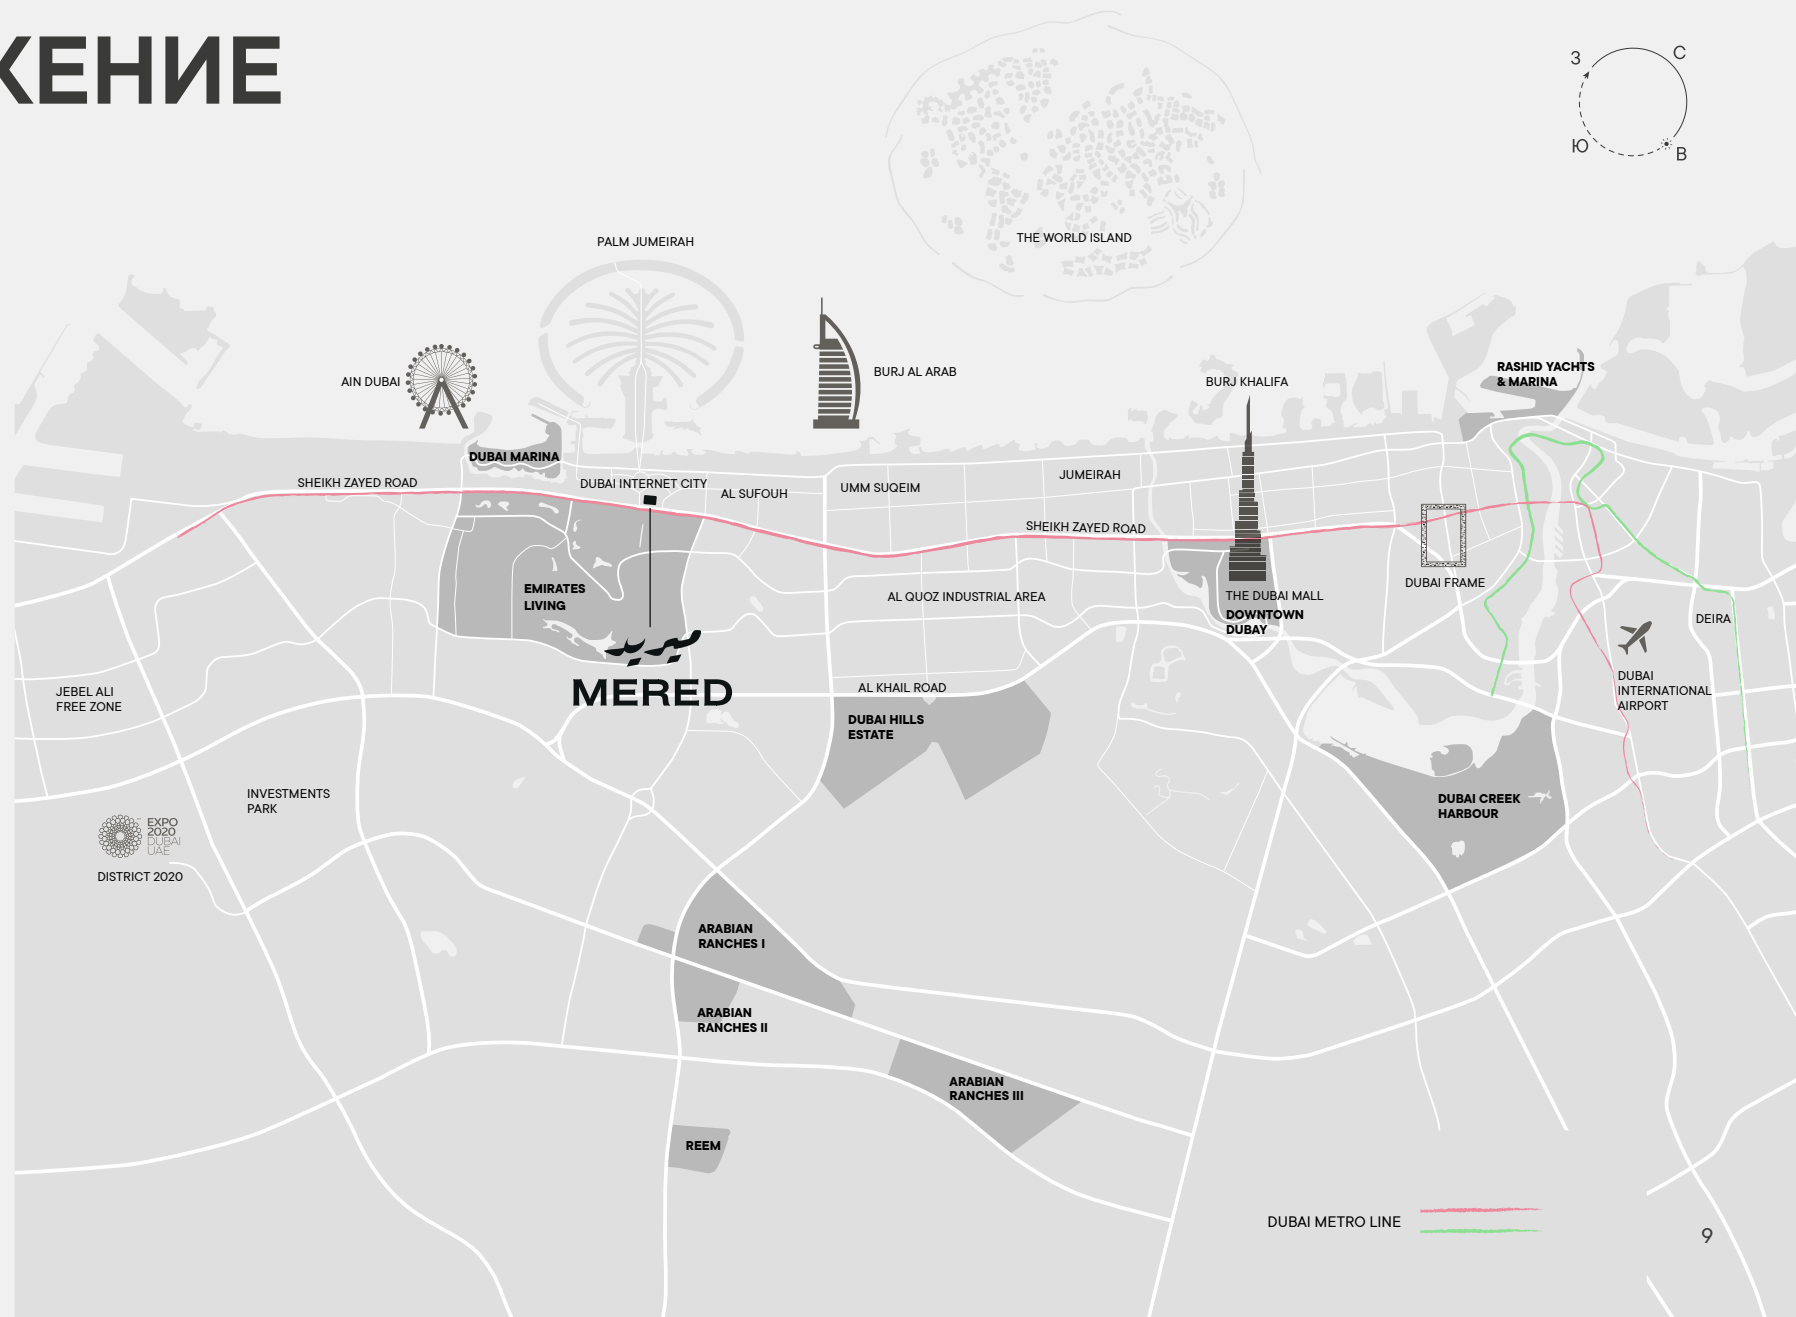 ЖЕНИЕ
З
С
Ю
В
THE WORLD ISLAND
PALM JUMEIRAH
AIN DUBAI
BURJ AL ARAB
BURJ KHALIFA
RASHID YACHTS
& MARINA
DUBAI MARINA
SHEIKH ZAYED ROAD
DUBAI INTERNET CITY
AL SUFOUH
UMM SUQEIM
JUMEIRAH
SHEIKH ZAYED ROAD
EMIRATES
LIVING
AL QUOZ INDUSTRIAL AREA
THE DUBAI MALL
DOWNTOWN
DUBAY
DUBAI FRAME
DEIRA
ميريد
MERED
DUBAI
INTERNATIONAL
AIRPORT
JEBEL ALI
FREE ZONE
AL KHAIL ROAD
DUBAI HILLS
ESTATE
INVESTMENTS
PARK
DUBAI CREEK
HARBOUR
EXPO
2020
DUBAI
UAE
DISTRICT 2020
ARABIAN
RANCHES I
ARABIAN
RANCHES II
ARABIAN
RANCHES III
REEM
DUBAI METRO LINE
9